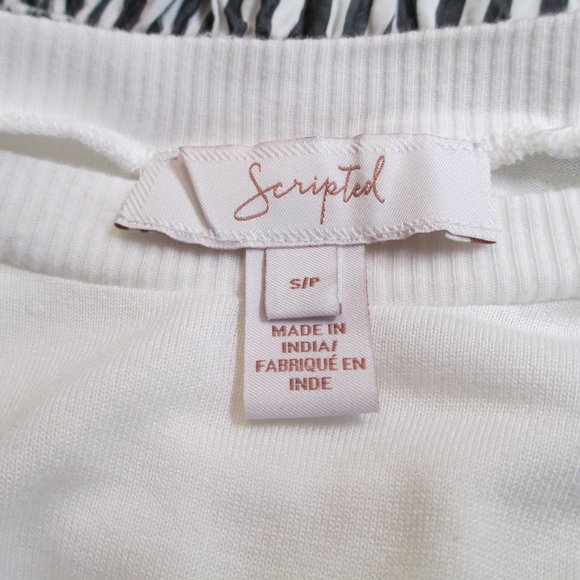 Scripted
S/P
MADE IN
INDIA/
FABRIQUÉ EN
INDE